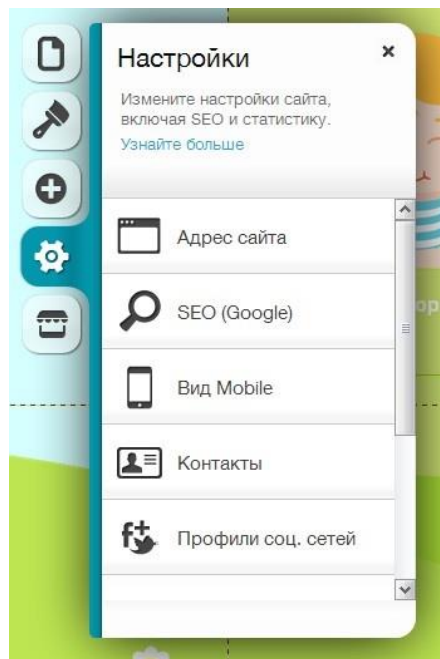 Настройки
Измените настройки сайта,
включая SEO и статистику.
Узнайте больше
Адрес сайта
SEO (Google)
Вид Mobile
Контакты
Профили соц. сетей
ор